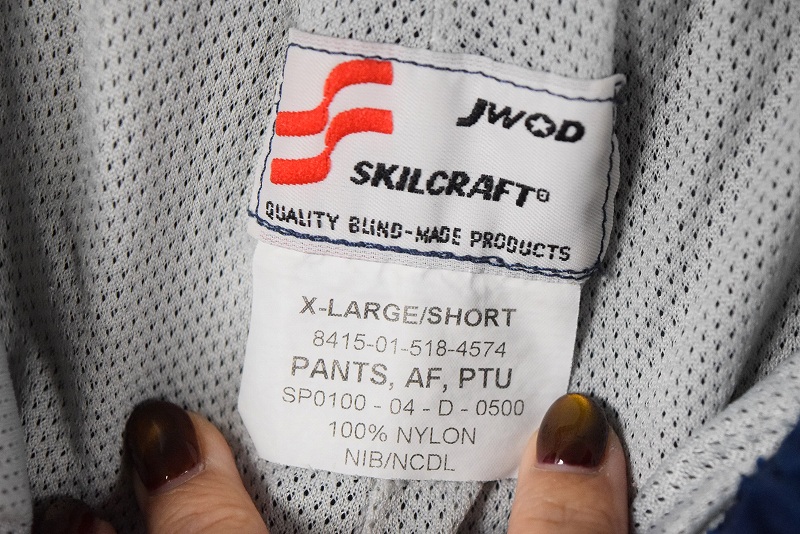 JWOD
SKILCRAFT®
QUALITY BLIND-MADE PRODUCTS
X-LARGE/SHORT
8415-01-518-4574
PANTS, AF, PTU
SP0100 - 04 - D - 0500
100% NYLON
NIB/NCDL